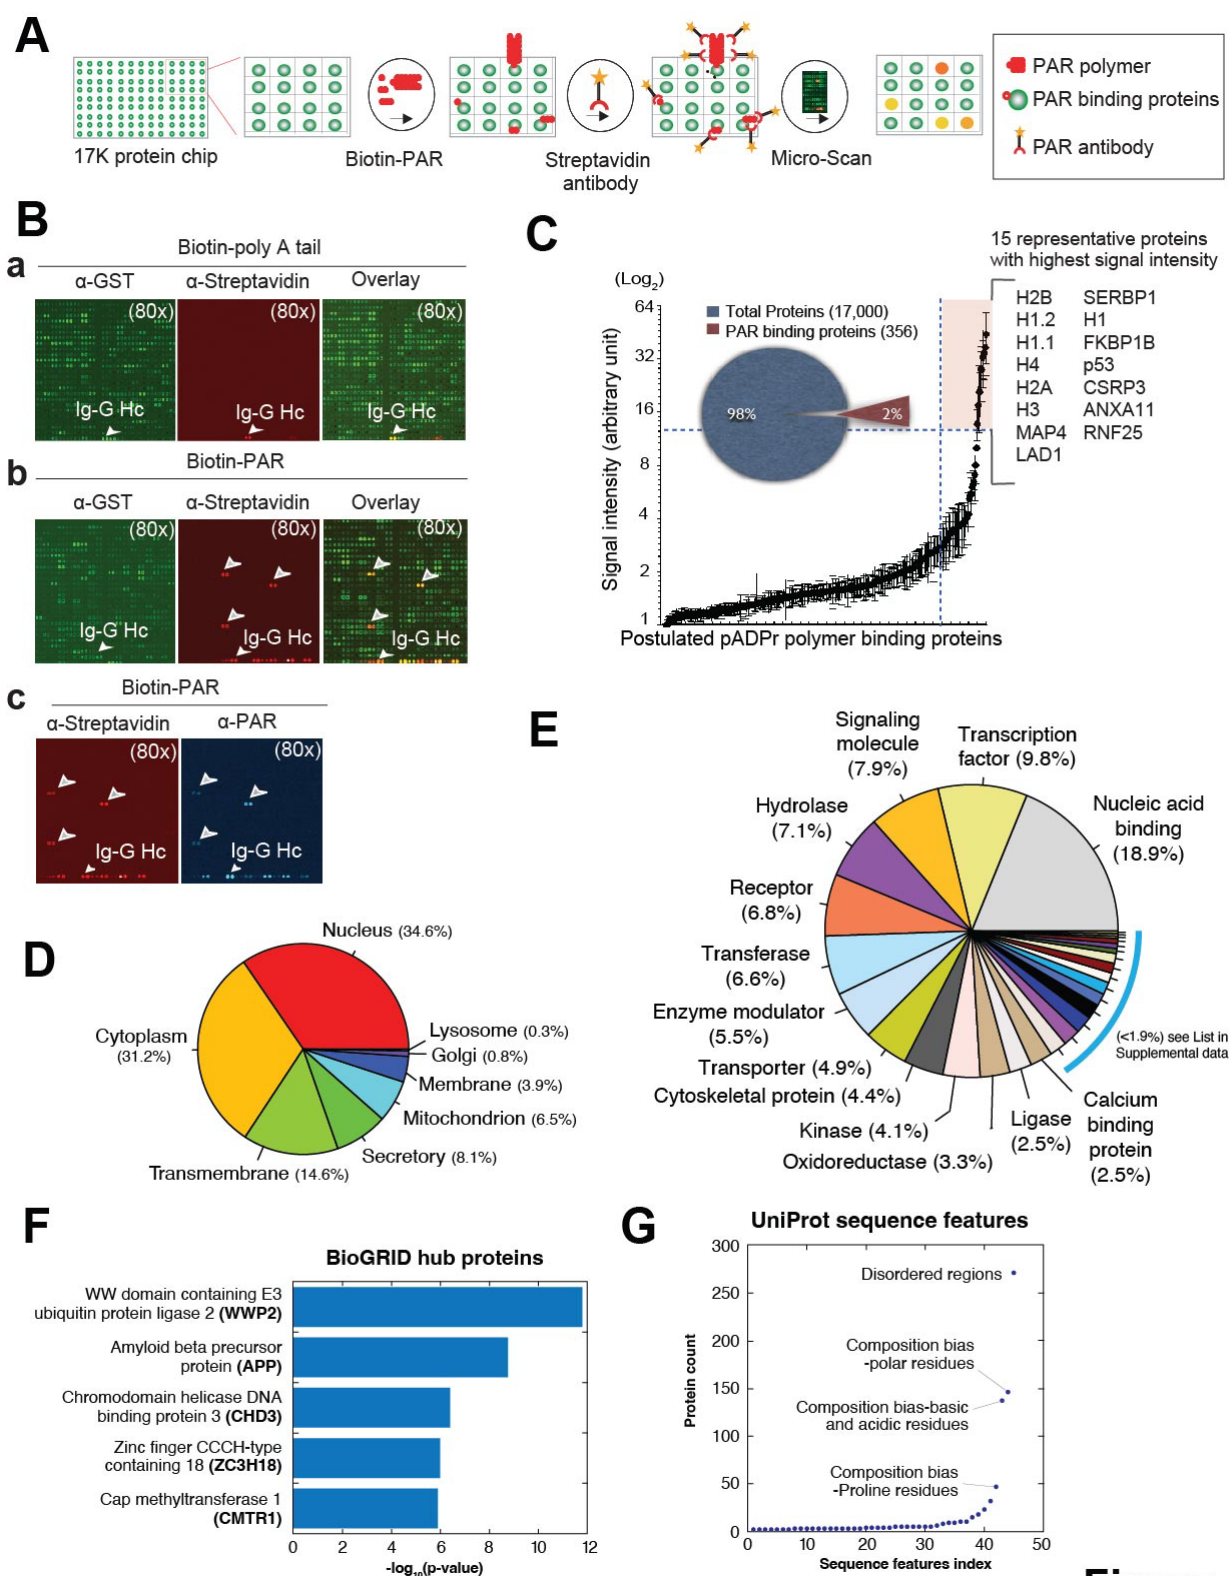 A
17K protein chip
Biotin-PAR
Streptavidin
antibody
Micro-Scan
PAR polymer
PAR binding proteins
PAR antibody
B
a
Biotin-poly A tail
α-GST
α-Streptavidin
Overlay
(80x)
(80x)
(80x)
Ig-G Hc
Ig-G Hc
Ig-G Hc
b
Biotin-PAR
α-GST
α-Streptavidin
Overlay
(80x)
(80x)
(80x)
Ig-G Hc
Ig-G Hc
Ig-G Hc
c
Biotin-PAR
α-Streptavidin
α-PAR
(80x)
(80x)
Ig-G Hc
Ig-G Hc
C
(Log2)
Signal intensity (arbitrary unit)
64
32
16
8
4
2
1
Total Proteins (17,000)
PAR binding proteins (356)
98%
2%
Postulated pADPr polymer binding proteins
15 representative proteins
with highest signal intensity
H2B SERBP1
H1.2 H1
H1.1 FKBP1B
H4 p53
H2A CSRP3
H3 ANXA11
MAP4 RNF25
LAD1
D
Nucleus (34.6%)
Cytoplasm
(31.2%)
Lysosome (0.3%)
Golgi (0.8%)
Membrane (3.9%)
Mitochondrion (6.5%)
Secretory (8.1%)
Transmembrane (14.6%)
E
Signaling
molecule
(7.9%)
Transcription
factor (9.8%)
Nucleic acid
binding
(18.9%)
Hydrolase
(7.1%)
Receptor
(6.8%)
Transferase
(6.6%)
Enzyme modulator
(5.5%)
Transporter (4.9%)
Cytoskeletal protein (4.4%)
Kinase (4.1%)
Oxidoreductase (3.3%)
Ligase
(2.5%)
Calcium
binding
protein
(2.5%)
(<1.9%) see List in
Supplemental data
F
BioGRID hub proteins
WW domain containing E3
ubiquitin protein ligase 2 (WWP2)
Amyloid beta precursor
protein (APP)
Chromodomain helicase DNA
binding protein 3 (CHD3)
Zinc finger CCCH-type
containing 18 (ZC3H18)
Cap methyltransferase 1
(CMTR1)
0 2 4 6 8 10 12
-log10(p-value)
G
UniProt sequence features
Protein count
300
250
200
150
100
50
0
Disordered regions
Composition bias
-polar residues
Composition bias-basic
and acidic residues
Composition bias
-Proline residues
0 10 20 30 40 50
Sequence features index